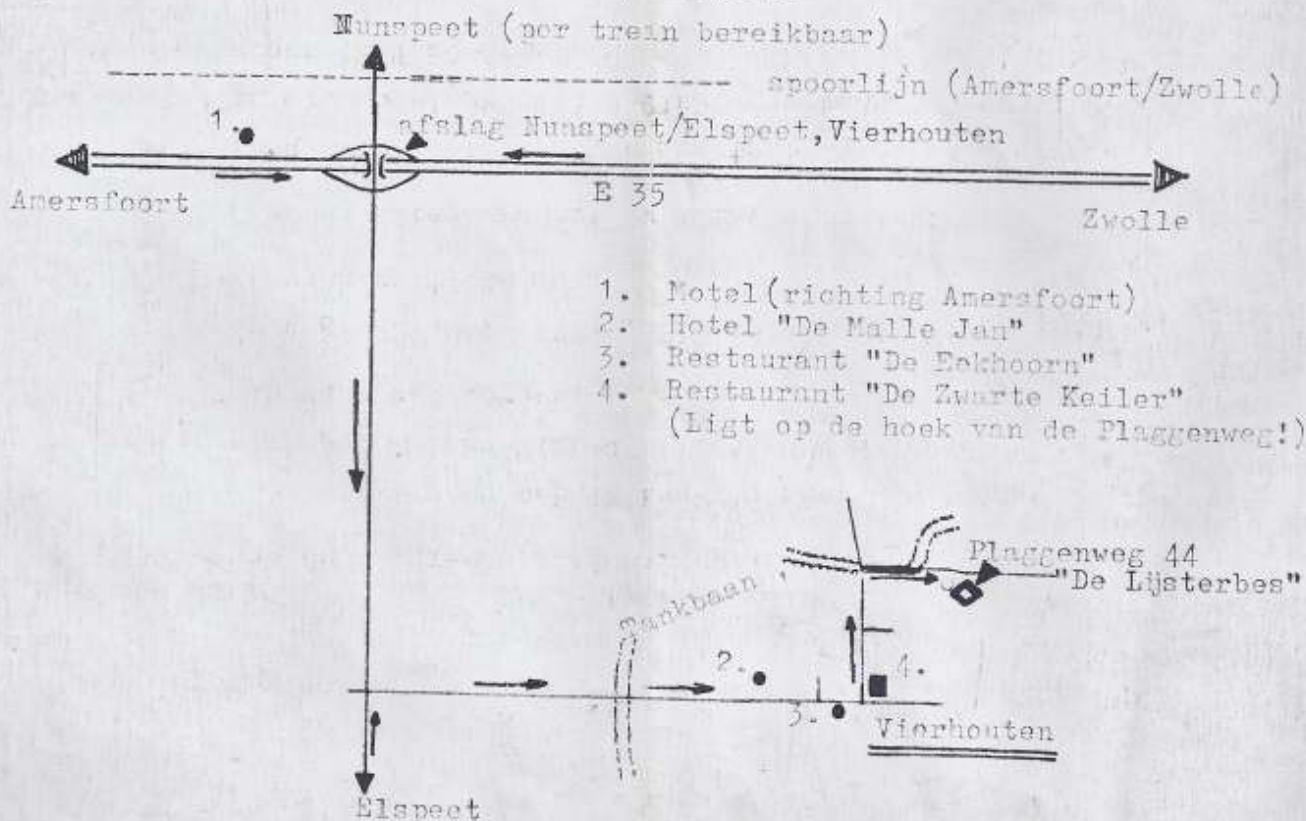 Nunspeet (per trein bereikbaar)
spoorlijn (Amersfoort/Zwolle)
1.
afslag Nunspeet/Elspeet,Vierhouten
Amersfoort
E 35
Zwolle
1. Motel(richting Amersfoort)
2. Hotel "De Malle Jan"
3. Restaurant "De Eekhoorn"
4. Restaurant "De Zwarte Keiler"
(Ligt op de hoek van de Plaggenweg!)
Plaggenweg 44
"De Lijsterbes"
Tankbaan
2.
4.
3.
Vierhouten
Elspeet